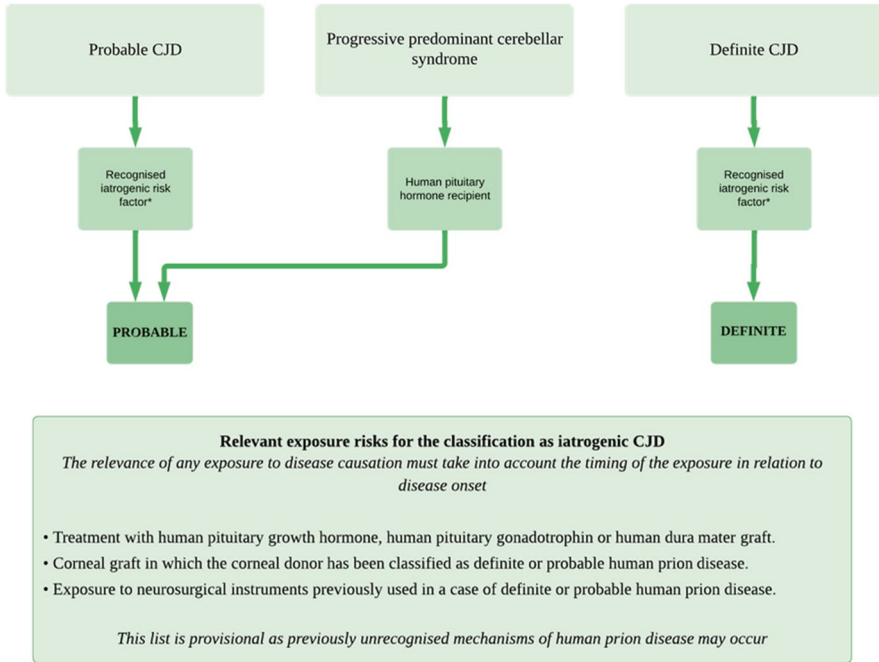 Probable CJD
Progressive predominant cerebellar
syndrome
Definite CJD
Recognised
iatrogenic risk
factor*
Human pituitary
hormone recipient
Recognised
iatrogenic risk
factor*
PROBABLE
DEFINITE
Relevant exposure risks for the classification as iatrogenic CJD
The relevance of any exposure to disease causation must take into account the timing of the exposure in relation to
disease onset
• Treatment with human pituitary growth hormone, human pituitary gonadotrophin or human dura mater graft.
• Corneal graft in which the corneal donor has been classified as definite or probable human prion disease.
• Exposure to neurosurgical instruments previously used in a case of definite or probable human prion disease.
This list is provisional as previously unrecognised mechanisms of human prion disease may occur